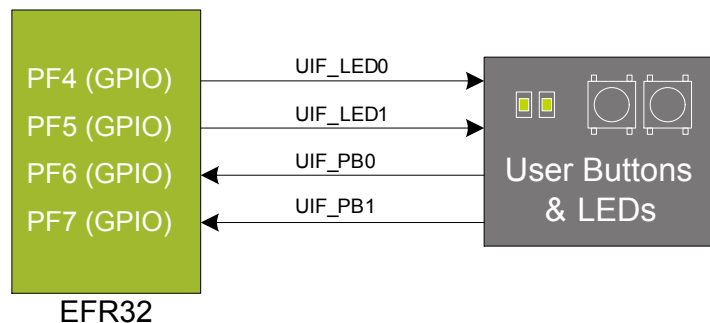 PF4 (GPIO)
PF5 (GPIO)
PF6 (GPIO)
PF7 (GPIO)
EFR32
UIF_LED0
UIF_LED1
UIF_PB0
UIF_PB1
User Buttons
& LEDs